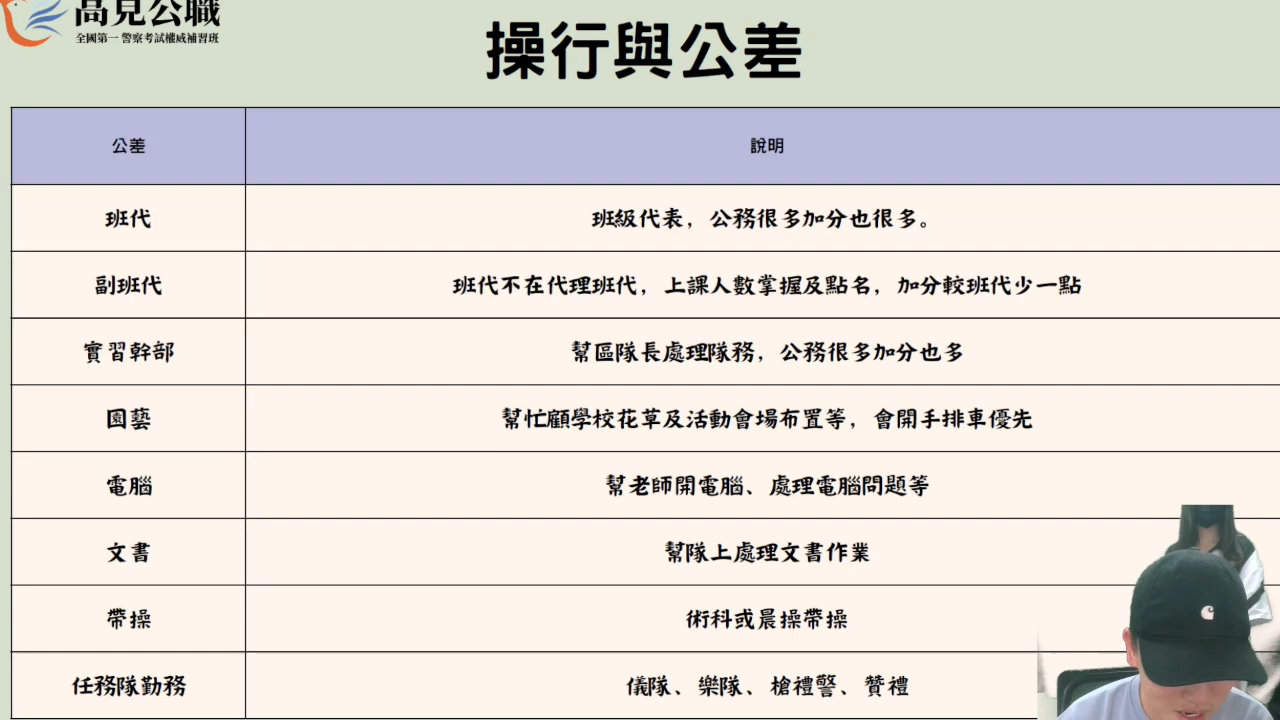 高見公職
全國第一 警察考試權威補習班
操行與公差
公差
說明
班代
班級代表，公務很多加分也很多。
副班代
班代不在代理班代，上課人數掌握及點名，加分較班代少一點
實習幹部
幫區隊長處理隊務，公務很多加分也多
園藝
幫忙顧學校花草及活動會場布置等，會開手排車優先
電腦
幫老師開電腦、處理電腦問題等
文書
幫隊上處理文書作業
帶操
術科或晨操帶操
任務隊勤務
儀隊、樂隊、槍禮警、贊禮